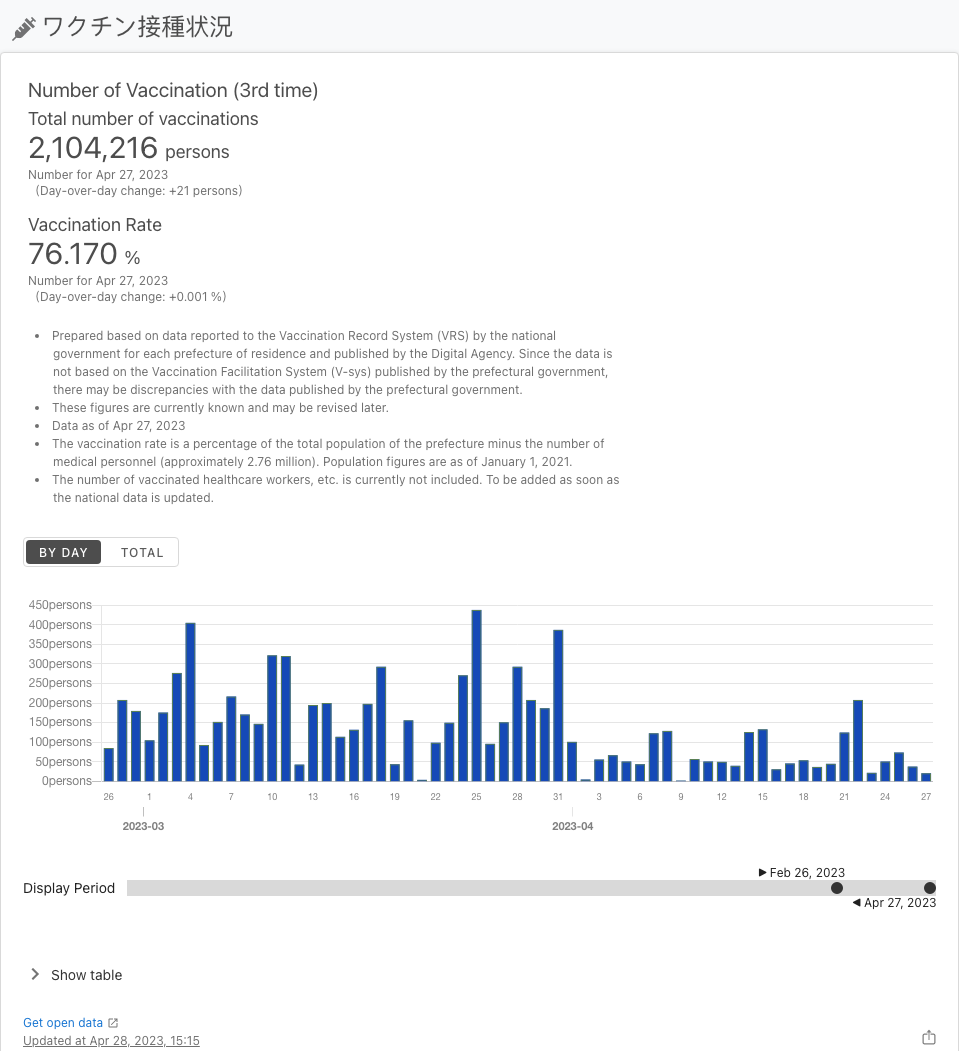 ワクチン接種状況
Number of Vaccination (3rd time)
Total number of vaccinations
2,104,216 persons
Number for Apr 27, 2023
(Day-over-day change: +21 persons)
Vaccination Rate
76.170 %
Number for Apr 27, 2023
(Day-over-day change: +0.001 %)
• Prepared based on data reported to the Vaccination Record System (VRS) by the national
government for each prefecture of residence and published by the Digital Agency. Since the data is
not based on the Vaccination Facilitation System (V-sys) published by the prefectural government,
there may be discrepancies with the data published by the prefectural government.
• These figures are currently known and may be revised later.
• Data as of Apr 27, 2023
• The vaccination rate is a percentage of the total population of the prefecture minus the number of
medical personnel (approximately 2.76 million). Population figures are as of January 1, 2021.
• The number of vaccinated healthcare workers, etc. is currently not included. To be added as soon as
the national data is updated.
BY DAY TOTAL
450persons
400persons
350persons
300persons
250persons
200persons
150persons
100persons
50persons
0persons
26 1 4 7 10 13 16 19 22 25 28 31 3 6 9 12 15 18 21 24 27
2023-03 2023-04
Feb 26, 2023
Display Period
Apr 27, 2023
Show table
Get open data
Updated at Apr 28, 2023, 15:15